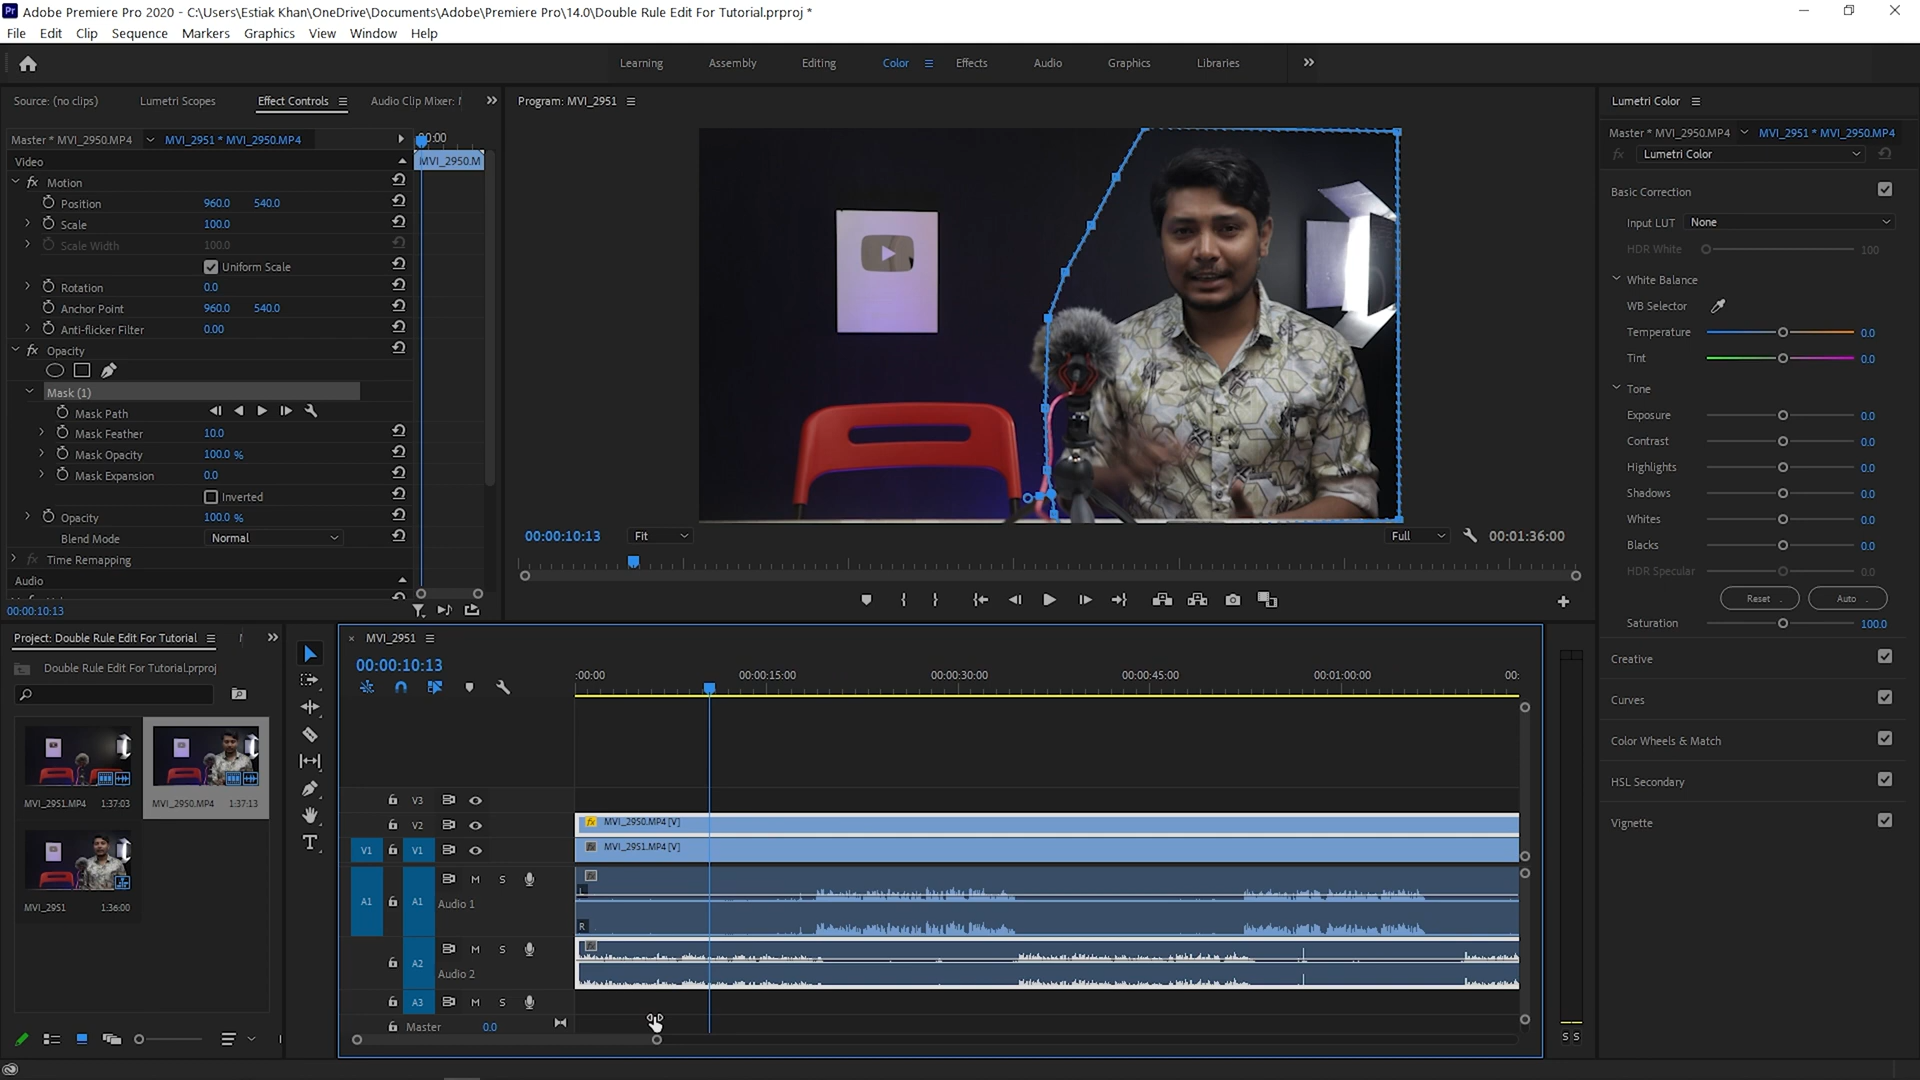 Adobe Premiere Pro 2020 - C:\Users\Estiak Khan\OneDrive\Documents\Adobe\Premiere Pro\14.0\Double Rule Edit For Tutorial.prproj *
File Edit Clip Sequence Markers Graphics View Window Help
Learning Assembly Editing Color Effects Audio Graphics Libraries
Source: (no clips) Lumetri Scopes Effect Controls Audio Clip Mixer:
Master * MVI_2950.MP4 MVI_2951 * MVI_2950.MP4
:00:00
Video
MVI_2950.M
Motion
Position 960.0 540.0
Scale 100.0
Scale Width 100.0
Uniform Scale
Rotation 0.0
Anchor Point 960.0 540.0
Anti-flicker Filter 0.00
Opacity
Mask (1)
Mask Path
Mask Feather 10.0
Mask Opacity 100.0 %
Mask Expansion 0.0
Inverted
Opacity 100.0 %
Blend Mode Normal
Time Remapping
Audio
00:00:10:13
Program: MVI_2951
00:00:10:13 Fit Full 00:01:36:00
Lumetri Color
Master * MVI_2950.MP4 MVI_2951 * MVI_2950.MP4
fx Lumetri Color
Basic Correction
Input LUT None
HDR White 100
White Balance
WB Selector
Temperature 0.0
Tint 0.0
Tone
Exposure 0.0
Contrast 0.0
Highlights 0.0
Shadows 0.0
Whites 0.0
Blacks 0.0
HDR Specular 0.0
Reset Auto
Saturation 100.0
Creative
Curves
Color Wheels & Match
HSL Secondary
Vignette
Project: Double Rule Edit For Tutorial
Double Rule Edit For Tutorial.prproj
MVI_2951.MP4 1:37:03
MVI_2950.MP4 1:37:13
MVI_2951 1:36:00
MVI_2951
00:00:10:13
:00:00 00:00:15:00 00:00:30:00 00:00:45:00 00:01:00:00 00:
V3
V2 MVI_2950.MP4 [V]
V1 V1 MVI_2951.MP4 [V]
A1 A1 M S
Audio 1
L
R
A2 M S
Audio 2
A3 M S
Master 0.0
S S